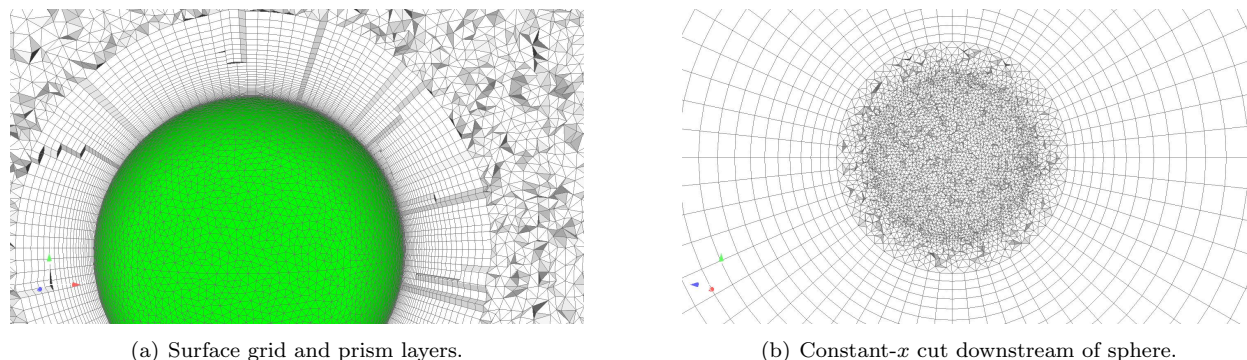 (a) Surface grid and prism layers.
(b) Constant-x cut downstream of sphere.